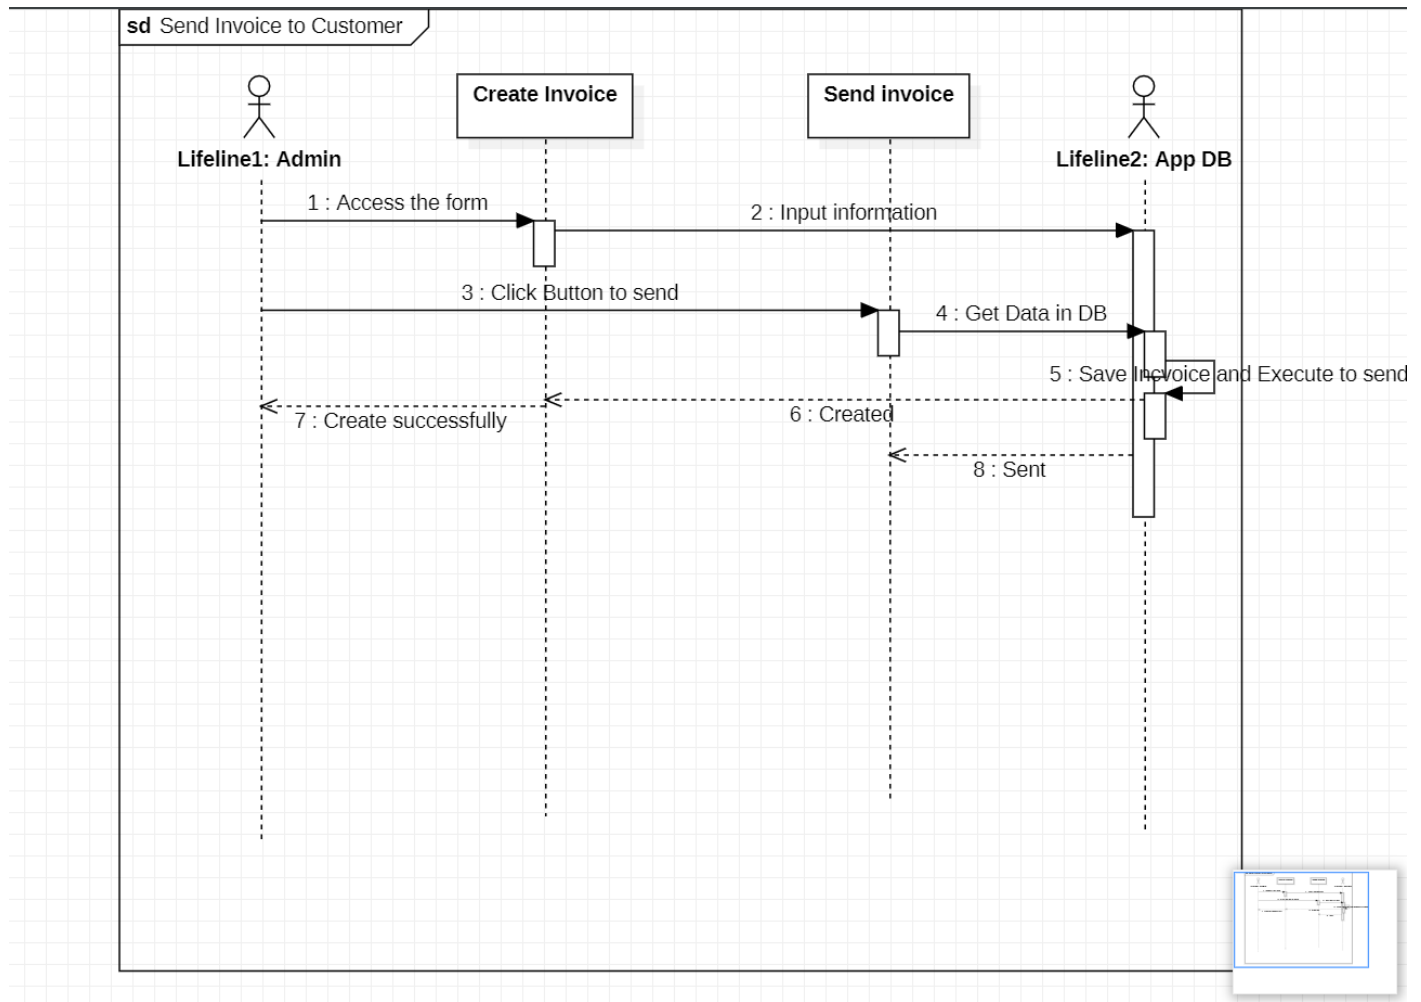 sd Send Invoice to Customer
Create Invoice
Send invoice
Lifeline1: Admin
Lifeline2: App DB
1 : Access the form
2 : Input information
3 : Click Button to send
4 : Get Data in DB
5 : Save Incvoice and Execute to send
6 : Created
7 : Create successfully
8 : Sent